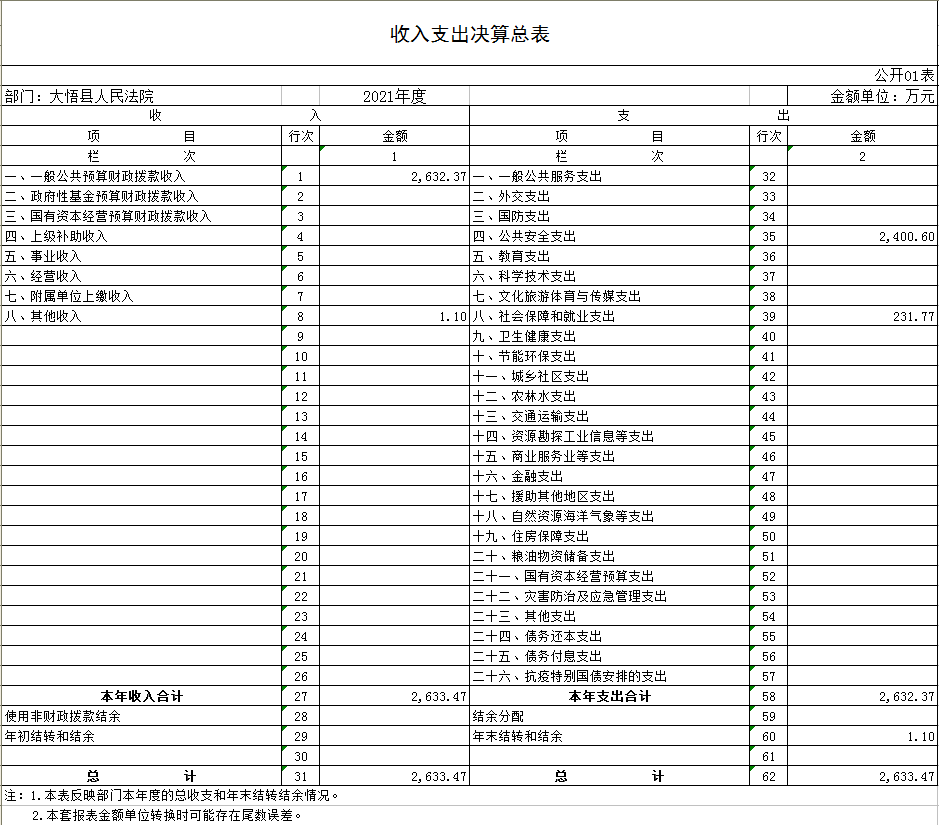 收入支出决算总表
公开01表
部门：大悟县人民法院 2021年度 金额单位：万元
收 入 支 出
项 目 行次 金额 项 目 行次 金额
栏 次 1 栏 次 2
一、一般公共预算财政拨款收入 1 2,632.37 一、一般公共服务支出 32
二、政府性基金预算财政拨款收入 2 二、外交支出 33
三、国有资本经营预算财政拨款收入 3 三、国防支出 34
四、上级补助收入 4 四、公共安全支出 35 2,400.60
五、事业收入 5 五、教育支出 36
六、经营收入 6 六、科学技术支出 37
七、附属单位上缴收入 7 七、文化旅游体育与传媒支出 38
八、其他收入 8 1.10 八、社会保障和就业支出 39 231.77
9 九、卫生健康支出 40
10 十、节能环保支出 41
11 十一、城乡社区支出 42
12 十二、农林水支出 43
13 十三、交通运输支出 44
14 十四、资源勘探工业信息等支出 45
15 十五、商业服务业等支出 46
16 十六、金融支出 47
17 十七、援助其他地区支出 48
18 十八、自然资源海洋气象等支出 49
19 十九、住房保障支出 50
20 二十、粮油物资储备支出 51
21 二十一、国有资本经营预算支出 52
22 二十二、灾害防治及应急管理支出 53
23 二十三、其他支出 54
24 二十四、债务还本支出 55
25 二十五、债务付息支出 56
26 二十六、抗疫特别国债安排的支出 57
本年收入合计 27 2,633.47 本年支出合计 58 2,632.37
使用非财政拨款结余 28 结余分配 59
年初结转和结余 29 年末结转和结余 60 1.10
30 61
总 计 31 2,633.47 总 计 62 2,633.47
注：1.本表反映部门本年度的总收支和年末结转结余情况。
2.本套报表金额单位转换时可能存在尾数误差。